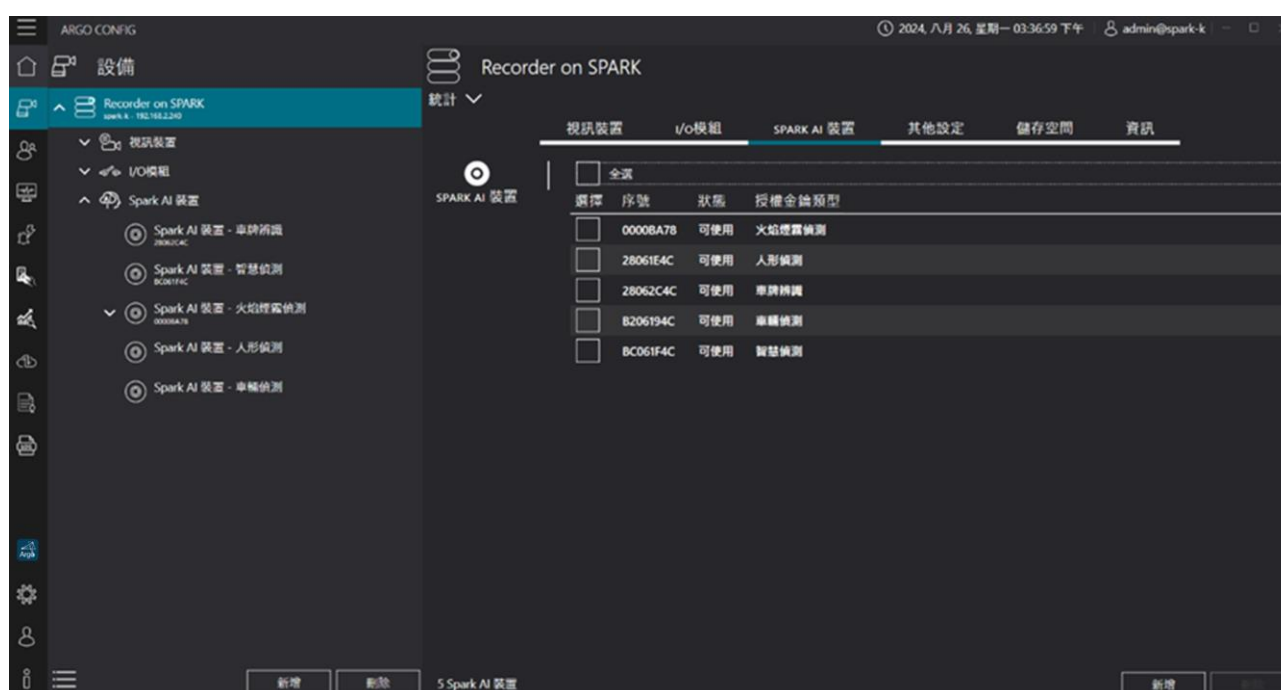 ARGO CONFIG
2024, 八月 26, 星期一 03:36:59 下午
admin@spark-k
設備
Recorder on SPARK
spark-k - 192.168.2.240
視訊裝置
I/O模組
Spark AI 裝置
Spark AI 裝置 - 車牌辨識
28062C4C
Spark AI 裝置 - 智慧偵測
BC061F4C
Spark AI 裝置 - 火焰煙霧偵測
0000BA78
Spark AI 裝置 - 人形偵測
Spark AI 裝置 - 車輛偵測
新增 刪除
Recorder on SPARK
統計
視訊裝置 I/O模組 SPARK AI 裝置 其他設定 儲存空間 資訊
SPARK AI 裝置
全選
選擇 序號 狀態 授權金鑰類型
0000BA78 可使用 火焰煙霧偵測
28061E4C 可使用 人形偵測
28062C4C 可使用 車牌辨識
B206194C 可使用 車輛偵測
BC061F4C 可使用 智慧偵測
5 Spark AI 裝置
新增
Argo